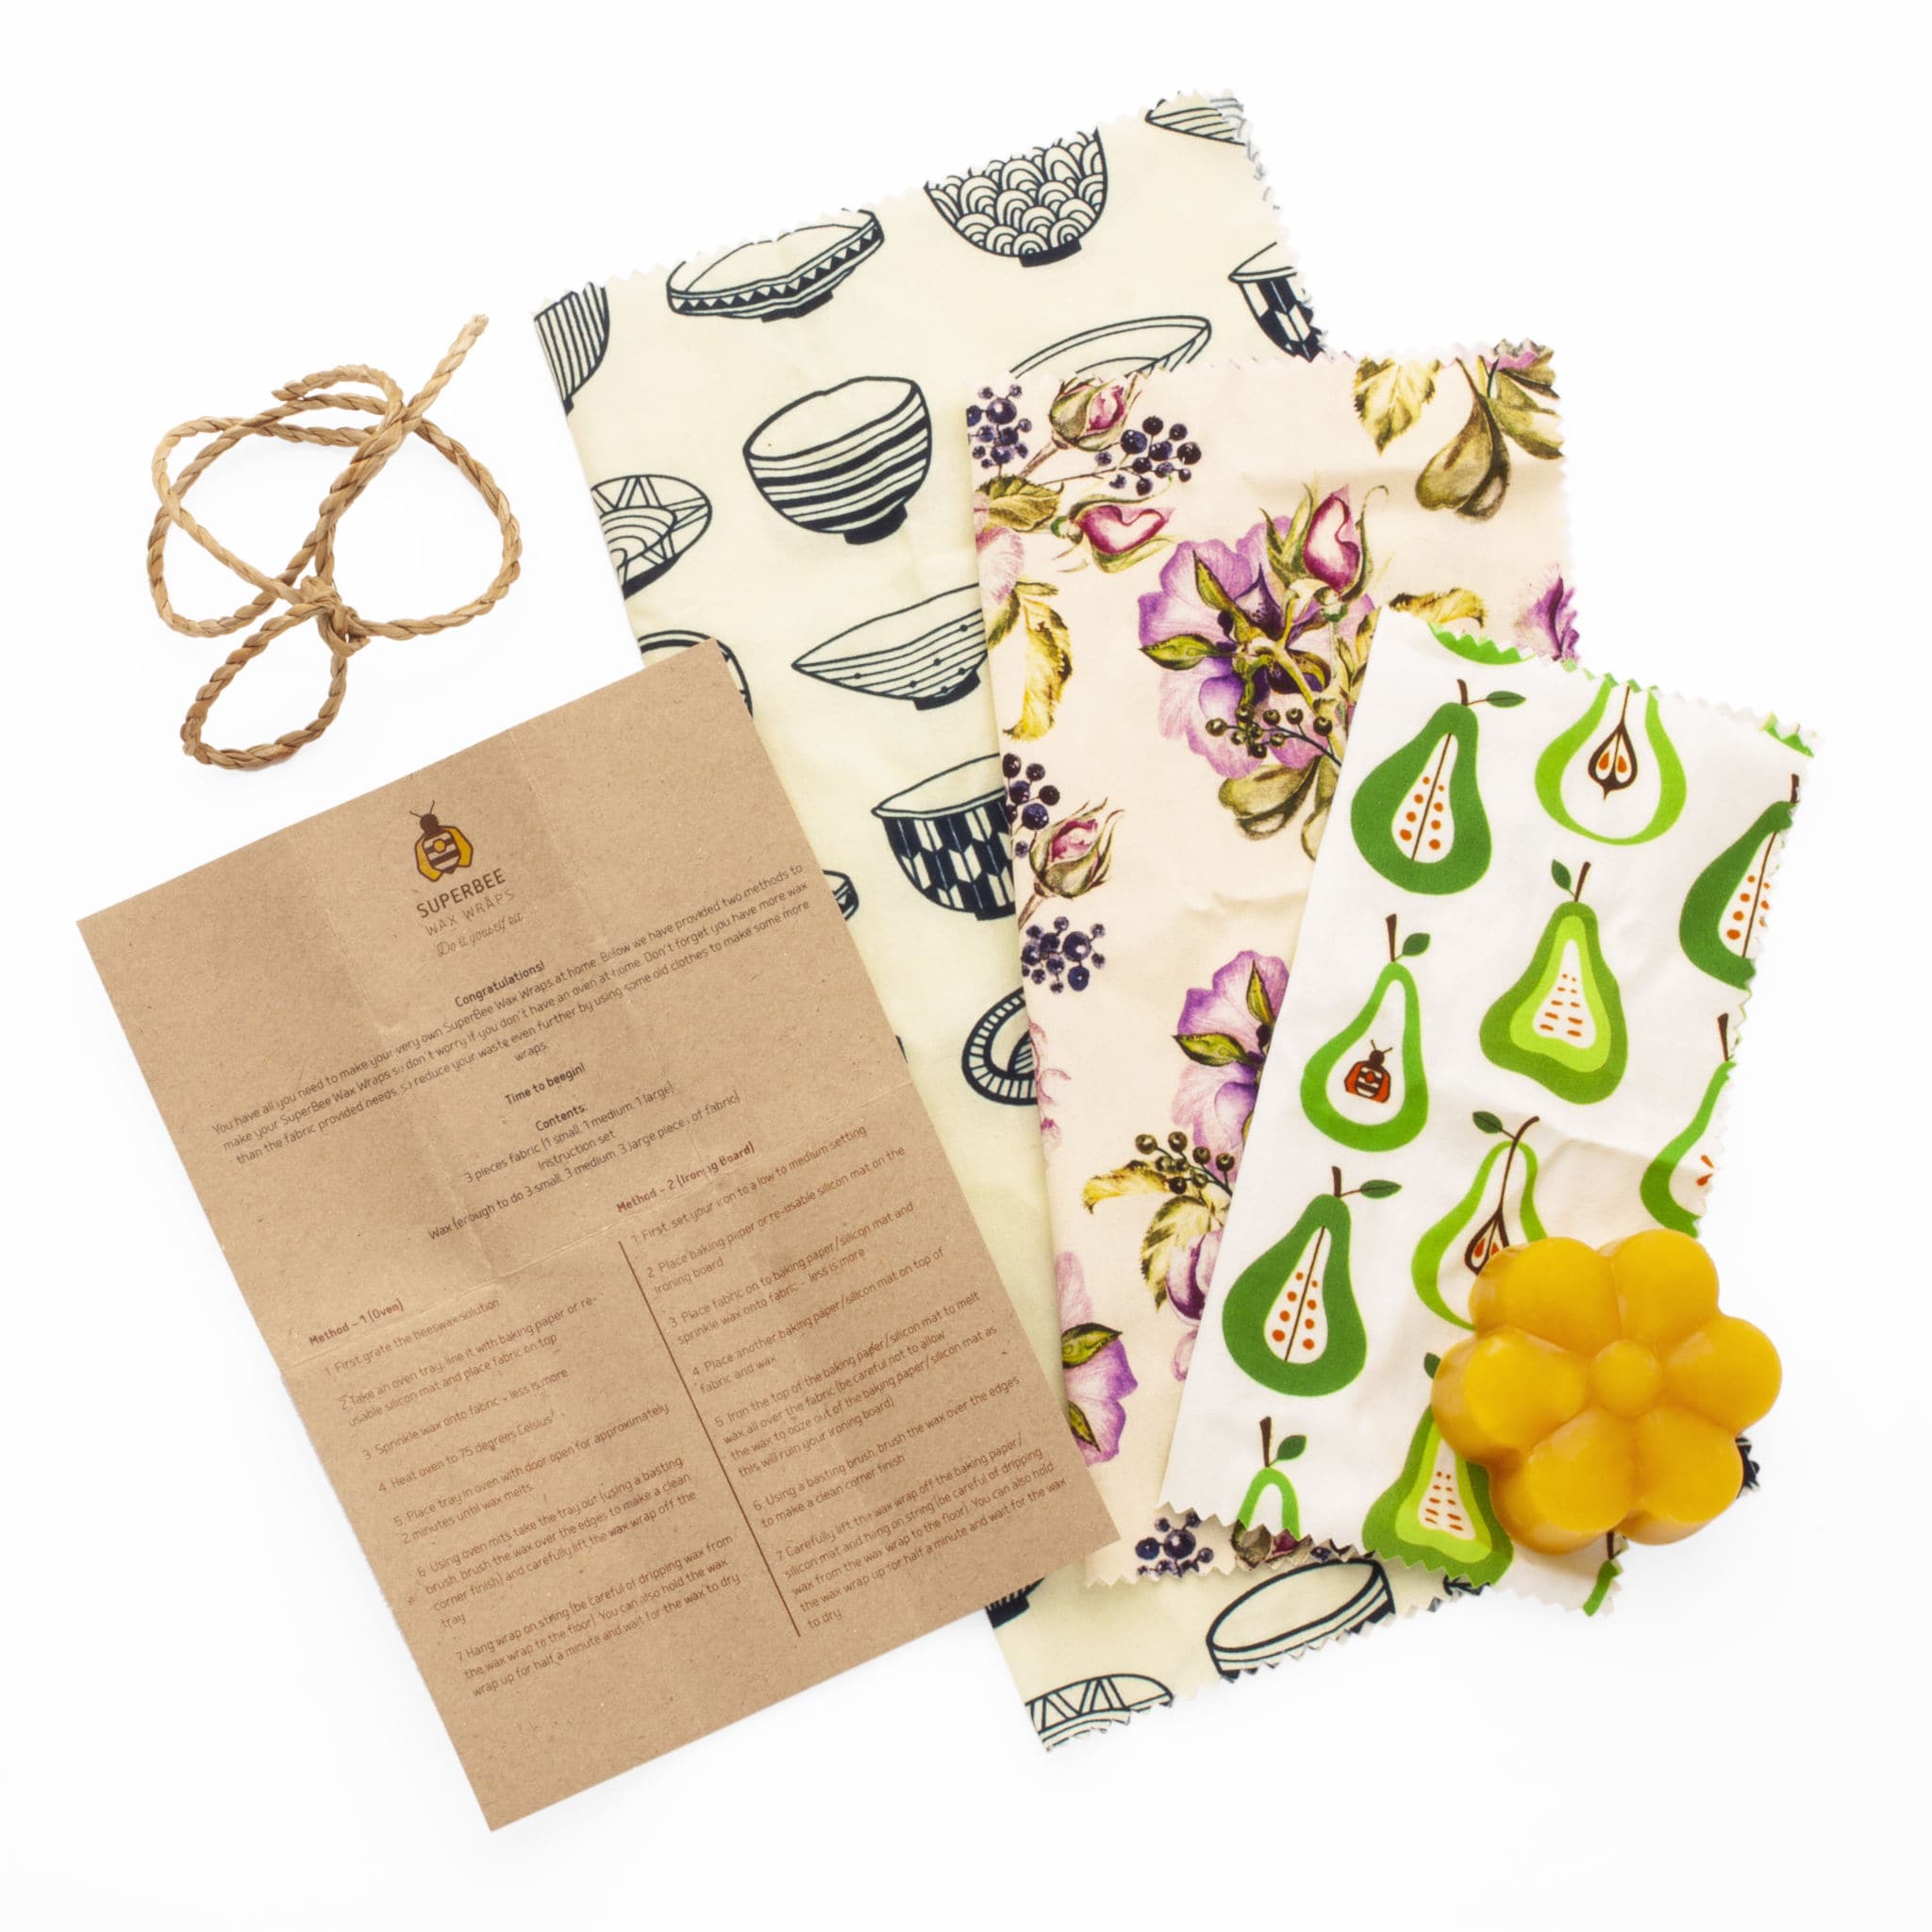 SUPERBEE
WAX WRAPS
Do it yourself kit
Congratulations!
You have all you need to make your very own SuperBee Wax Wraps at home. Below we have provided two methods to
make your SuperBee Wax Wraps so don't worry if you don't have an oven at home. Don't forget you have more wax
than the fabric provided needs, so reduce your waste even further by using some old clothes to make some more
wraps.
Time to beegin!
Contents:
3 pieces fabric (1 small, 1 medium, 1 large)
Instruction set
Wax (enough to do 3 small, 3 medium, 3 large pieces of fabric)
Method - 1 (Oven)
1 First grate the beeswax solution
2 Take an oven tray, line it with baking paper or re-
usable silicon mat and place fabric on top
3 Sprinkle wax onto fabric - less is more
4 Heat oven to 75 degrees Celsius
5 Place tray in oven with door open for approximately
2 minutes until wax melts.
6 Using oven mits take the tray out (using a basting
brush, brush the wax over the edges to make a clean
corner finish) and carefully lift the wax wrap off the
tray
7 Hang wrap on string (be careful of dripping wax from
the wax wrap to the floor). You can also hold the wax
wrap up for half a minute and wait for the wax to dry
Method - 2 (Ironing Board)
1 First, set your iron to a low to medium setting
2 Place baking paper or re-usable silicon mat on the
ironing board
3 Place fabric on to baking paper/silicon mat and
sprinkle wax onto fabric - less is more
4 Place another baking paper/silicon mat on top of
fabric and wax
5 Iron the top of the baking paper/silicon mat to melt
wax all over the fabric (be careful not to allow
the wax to ooze out of the baking paper/silicon mat as
this will ruin your ironing board)
6 Using a basting brush, brush the wax over the edges
to make a clean corner finish
7 Carefully lift the wax wrap off the baking paper/
silicon mat and hang on string (be careful of dripping
wax from the wax wrap to the floor). You can also hold
the wax wrap up for half a minute and wait for the wax
to dry